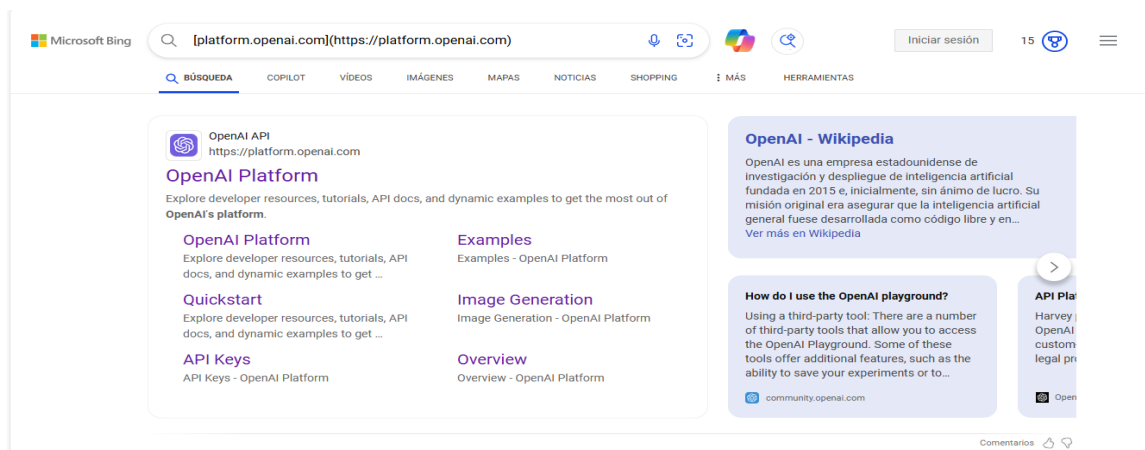 Microsoft Bing
[platform.openai.com](https://platform.openai.com)
Iniciar sesión
15
BÚSQUEDA
COPILOT
VÍDEOS
IMÁGENES
MAPAS
NOTICIAS
SHOPPING
MÁS
HERRAMIENTAS
OpenAI API
https://platform.openai.com
OpenAI Platform
Explore developer resources, tutorials, API docs, and dynamic examples to get the most out of
OpenAI's platform.
OpenAI Platform
Explore developer resources, tutorials, API
docs, and dynamic examples to get ...
Examples
Examples - OpenAI Platform
Quickstart
Explore developer resources, tutorials, API
docs, and dynamic examples to get ...
Image Generation
Image Generation - OpenAI Platform
API Keys
API Keys - OpenAI Platform
Overview
Overview - OpenAI Platform
OpenAI - Wikipedia
OpenAI es una empresa estadounidense de
investigación y despliegue de inteligencia artificial
fundada en 2015 e, inicialmente, sin ánimo de lucro. Su
misión original era asegurar que la inteligencia artificial
general fuese desarrollada como código libre y en...
Ver más en Wikipedia
How do I use the OpenAI playground?
Using a third-party tool: There are a number
of third-party tools that allow you to access
the OpenAI Playground. Some of these
tools offer additional features, such as the
ability to save your experiments or to...
community.openai.com
API
Harvey
OpenAI
legal
Open
Comentarios